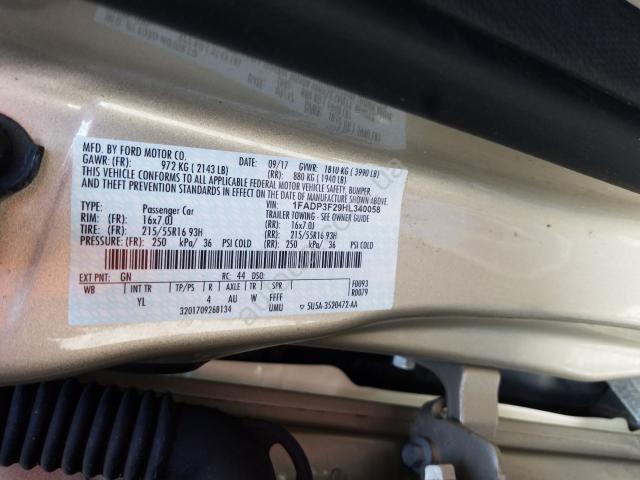 MFD. BY FORD MOTOR CO.
09/17 GVWR: 1810 KG ( 3990 LB)
GAWR: (FR): 972 KG ( 2143 LB) (RR): 880 KG ( 1940 LB)
THIS VEHICLE CONFORMS TO ALL APPLICABLE FEDERAL MOTOR VEHICLE SAFETY, BUMPER,
AND THEFT PREVENTION STANDARDS IN EFFECT ON THE DATE OF MANUFACTURE SHOWN ABOVE.
VIN: 1FADP3F29HL340058
TYPE: Passenger Car TRAILER TOWING - SEE OWNER GUIDE
RIM: (FR): 16x7.0J (RR): 16x7.0J
TIRE: (FR): 215/55R16 93H (RR): 215/55R16 93H
PRESSURE: (FR): 250 kPa/ 36 PSI COLD (RR): 250 kPa/ 36 PSI COLD
EXT PNT: GN RC: 44 DSO: F0093
WB INT TR TP/PS R AXLE TR SPR R0079
YL 4 AU W FFFF
3201709268134 UMU 5U5A-3520472-AA